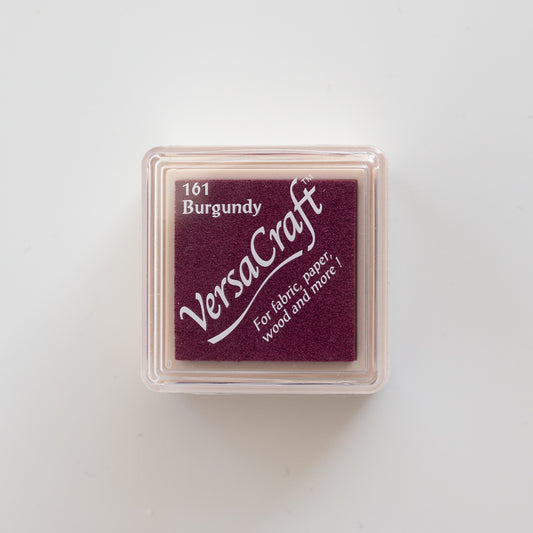 161
Burgundy
VersaCraft™
For fabric, paper,
wood and more !